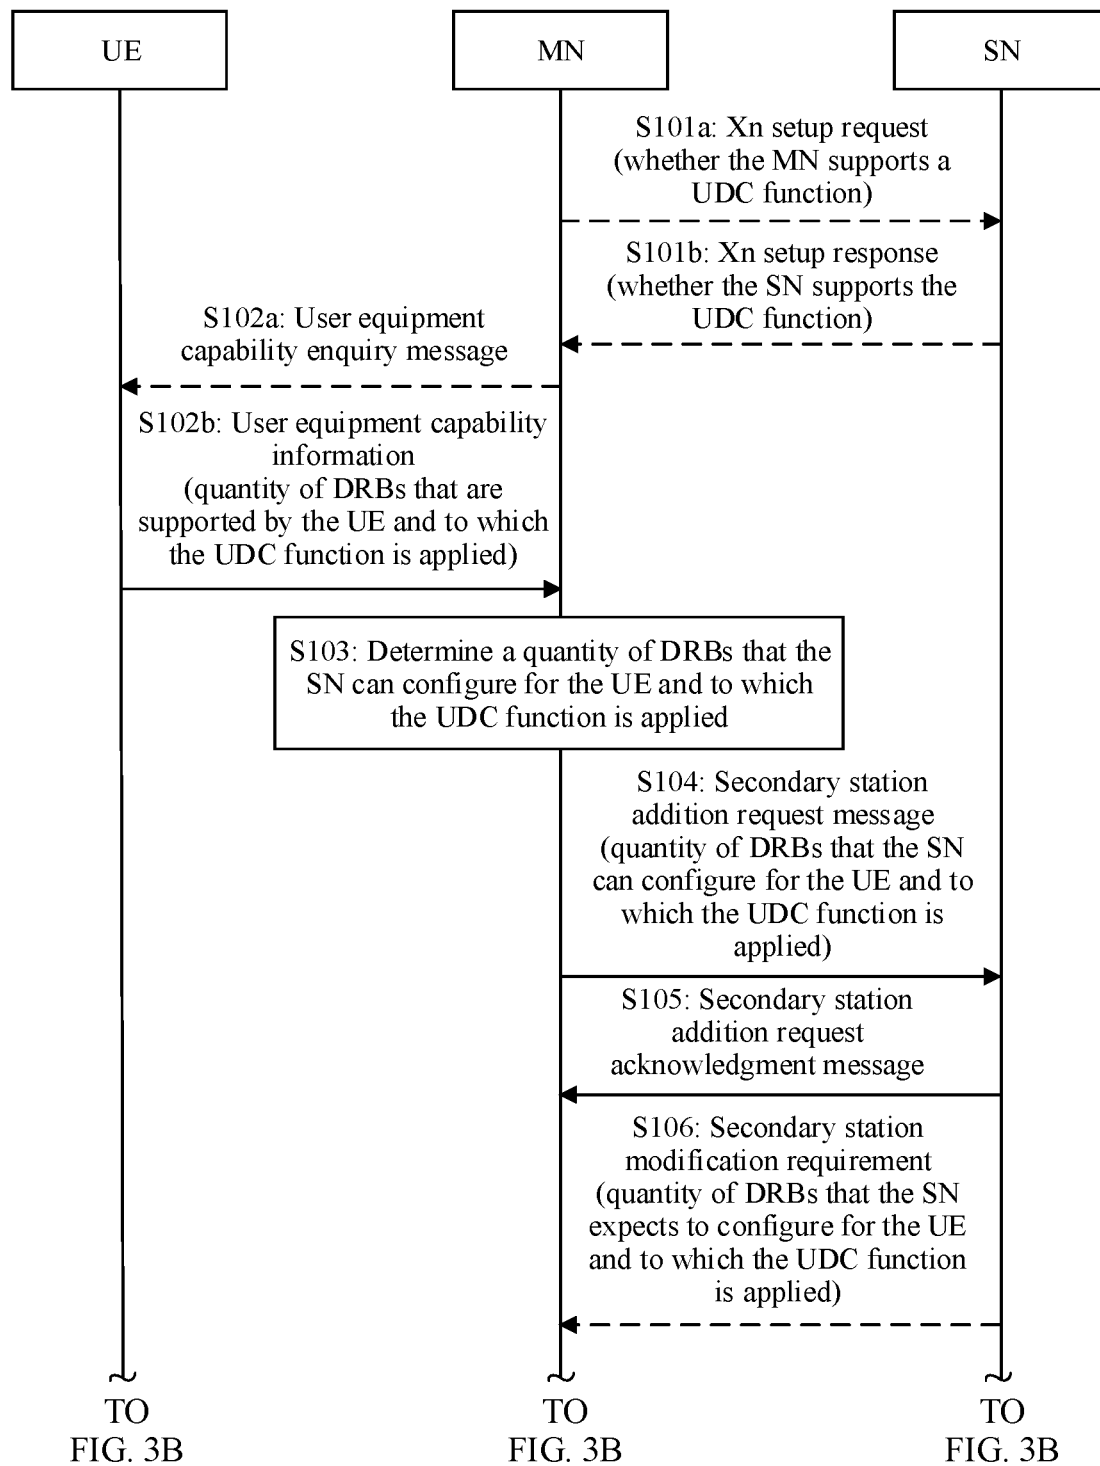 UE
MN
SN
S101a: Xn setup request
(whether the MN supports a
UDC function)
S101b: Xn setup response
(whether the SN supports the
UDC function)
S102a: User equipment
capability enquiry message
S102b: User equipment capability
information
(quantity of DRBs that are
supported by the UE and to which
the UDC function is applied)
S103: Determine a quantity of DRBs that the
SN can configure for the UE and to which
the UDC function is applied
S104: Secondary station
addition request message
(quantity of DRBs that the SN
can configure for the UE and to
which the UDC function is
applied)
S105: Secondary station
addition request
acknowledgment message
S106: Secondary station
modification requirement
(quantity of DRBs that the SN
expects to configure for the UE
and to which the UDC function
is applied)
TO
FIG. 3B
TO
FIG. 3B
TO
FIG. 3B